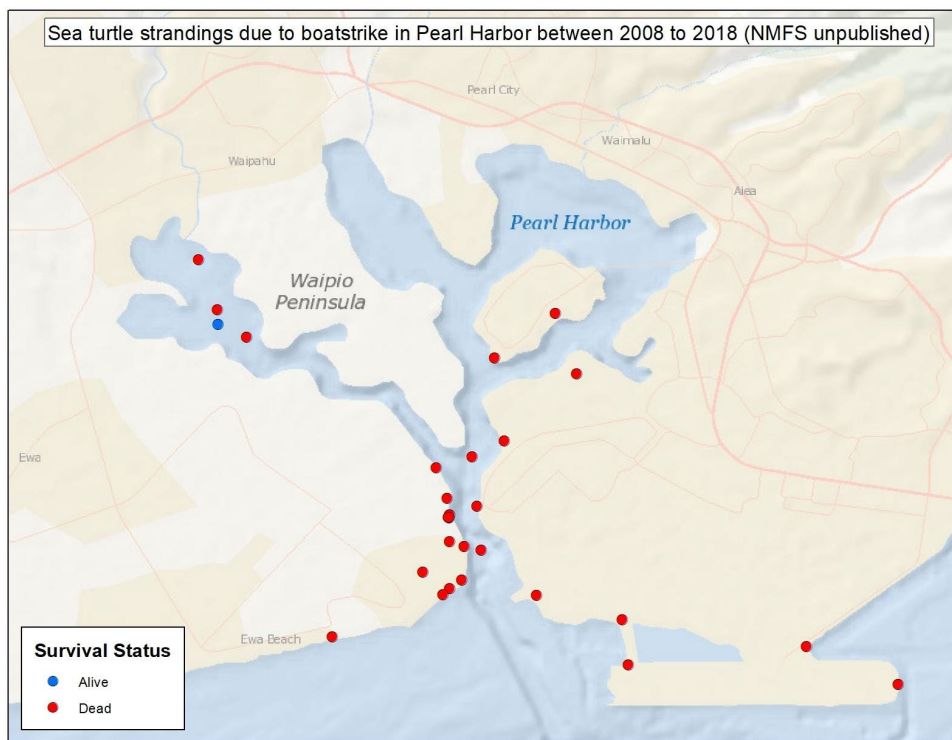 Sea turtle strandings due to boatstrike in Pearl Harbor between 2008 to 2018 (NMFS unpublished)
Pearl City
Waimalu
Waipahu
Aiea
Pearl Harbor
Waipio
Peninsula
Ewa
Ewa Beach
Survival Status
Alive
Dead